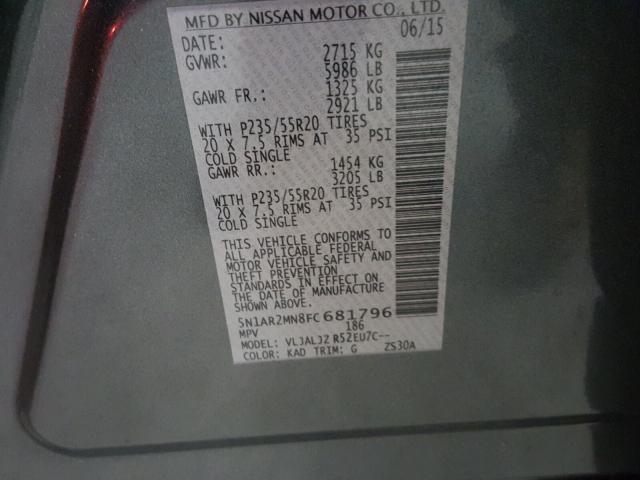 MFD BY NISSAN MOTOR CO., LTD.
DATE: 06/15
GVWR: 2715 KG
5986 LB
GAWR FR.: 1325 KG
2921 LB
WITH P235/55R20 TIRES
20 X 7.5 RIMS AT 35 PSI
COLD SINGLE
GAWR RR.: 1454 KG
3205 LB
WITH P235/55R20 TIRES
20 X 7.5 RIMS AT 35 PSI
COLD SINGLE
THIS VEHICLE CONFORMS TO
ALL APPLICABLE FEDERAL
MOTOR VEHICLE SAFETY AND
THEFT PREVENTION
STANDARDS IN EFFECT ON
THE DATE OF MANUFACTURE
SHOWN ABOVE.
5N1AR2MN8FC681796
MPV 186
MODEL: VLJALJZ R52EU7C--
COLOR: KAD TRIM: G ZS30A